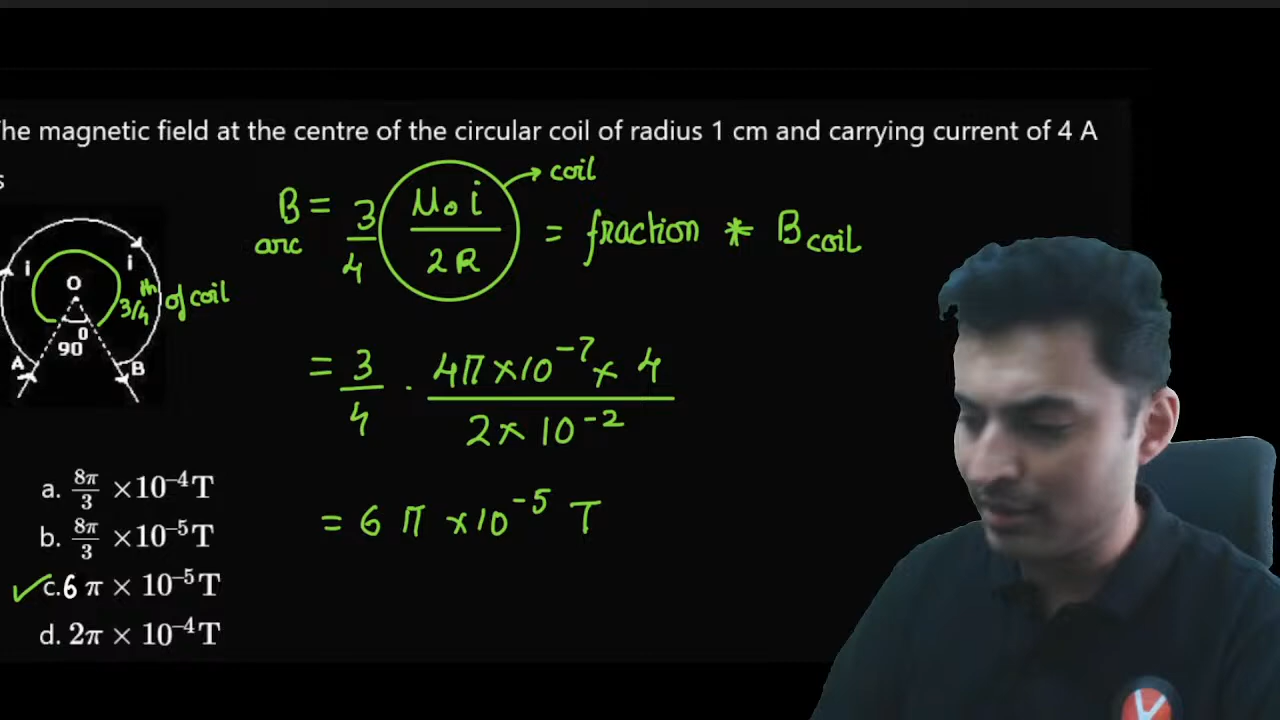 he magnetic field at the centre of the circular coil of radius 1 cm and carrying current of 4 A
s
B arc = 3/4 (μ₀ i / 2R) → coil = fraction * B coil
i i
O
3/4 th of coil
90 0
A B
= 3/4 · 4π×10⁻⁷ × 4 / 2×10⁻²
a. 8π/3 ×10⁻⁴T
= 6 π ×10⁻⁵ T
b. 8π/3 ×10⁻⁵T
✓c.6 π × 10⁻⁵T
d. 2π × 10⁻⁴T